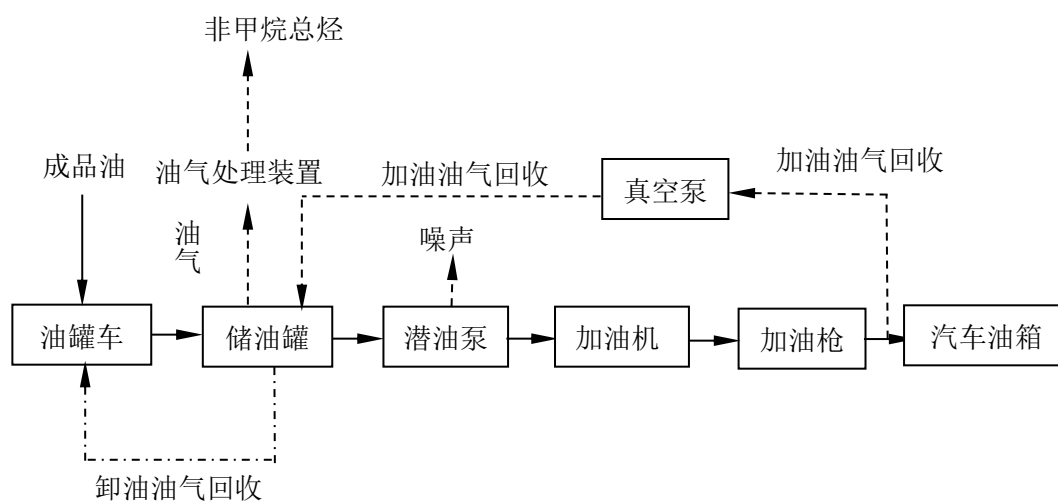 非甲烷总烃
成品油
油气处理装置
加油油气回收
真空泵
加油油气回收
油
气
噪声
油罐车
储油罐
潜油泵
加油机
加油枪
汽车油箱
卸油油气回收